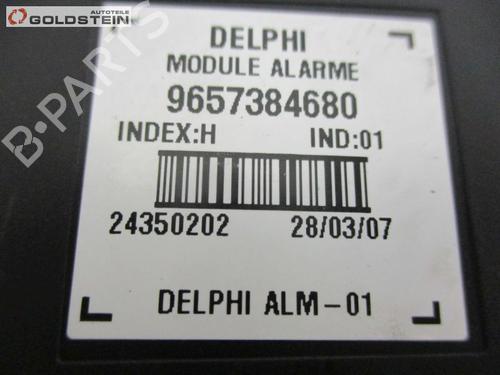 AUTOTEILE
GOLDSTEIN
DELPHI
MODULE ALARME
9657384680
INDEX:H IND:01
24350202 28/03/07
DELPHI ALM-01
B-PARTS